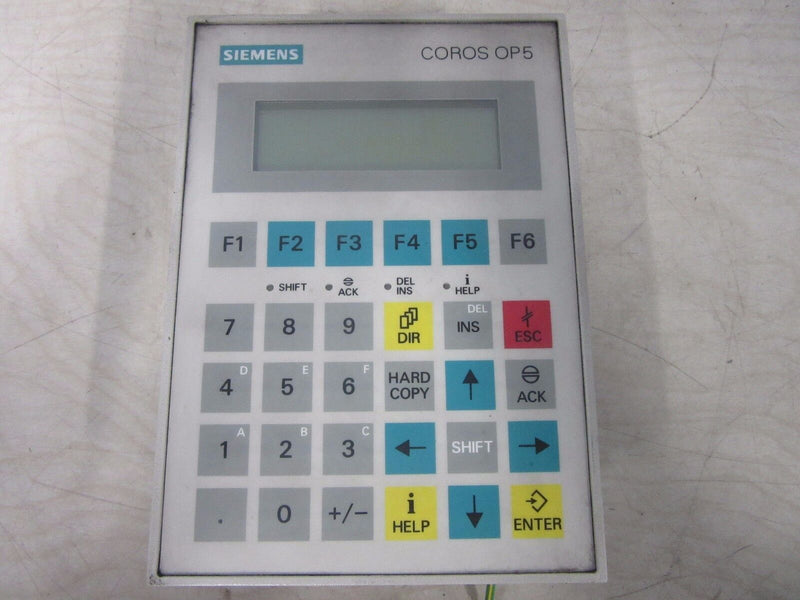 SIEMENS COROS OP5
F1 F2 F3 F4 F5 F6
SHIFT ACK DEL INS i HELP
7 8 9 DIR DEL INS ESC
4 D 5 E 6 F HARD COPY ↑ ACK
1 A 2 B 3 C ← SHIFT →
. 0 +/− i HELP ↓ ENTER